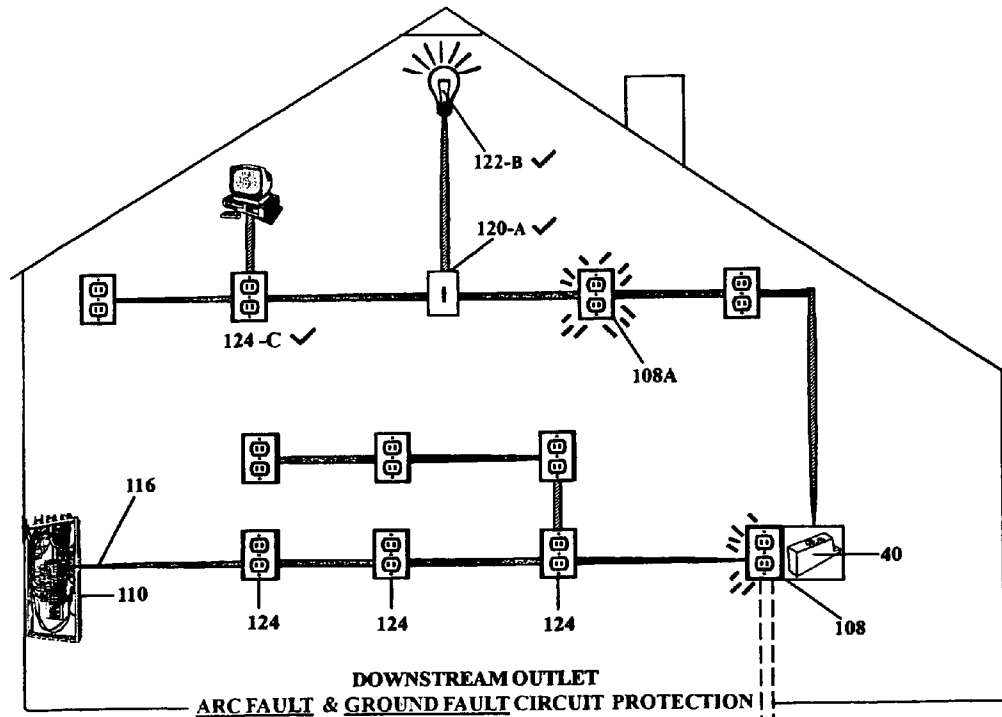 122-B ✓
120-A ✓
124 -C ✓
108A
116
40
110
124
124
124
108
DOWNSTREAM OUTLET
ARC FAULT & GROUND FAULT CIRCUIT PROTECTION